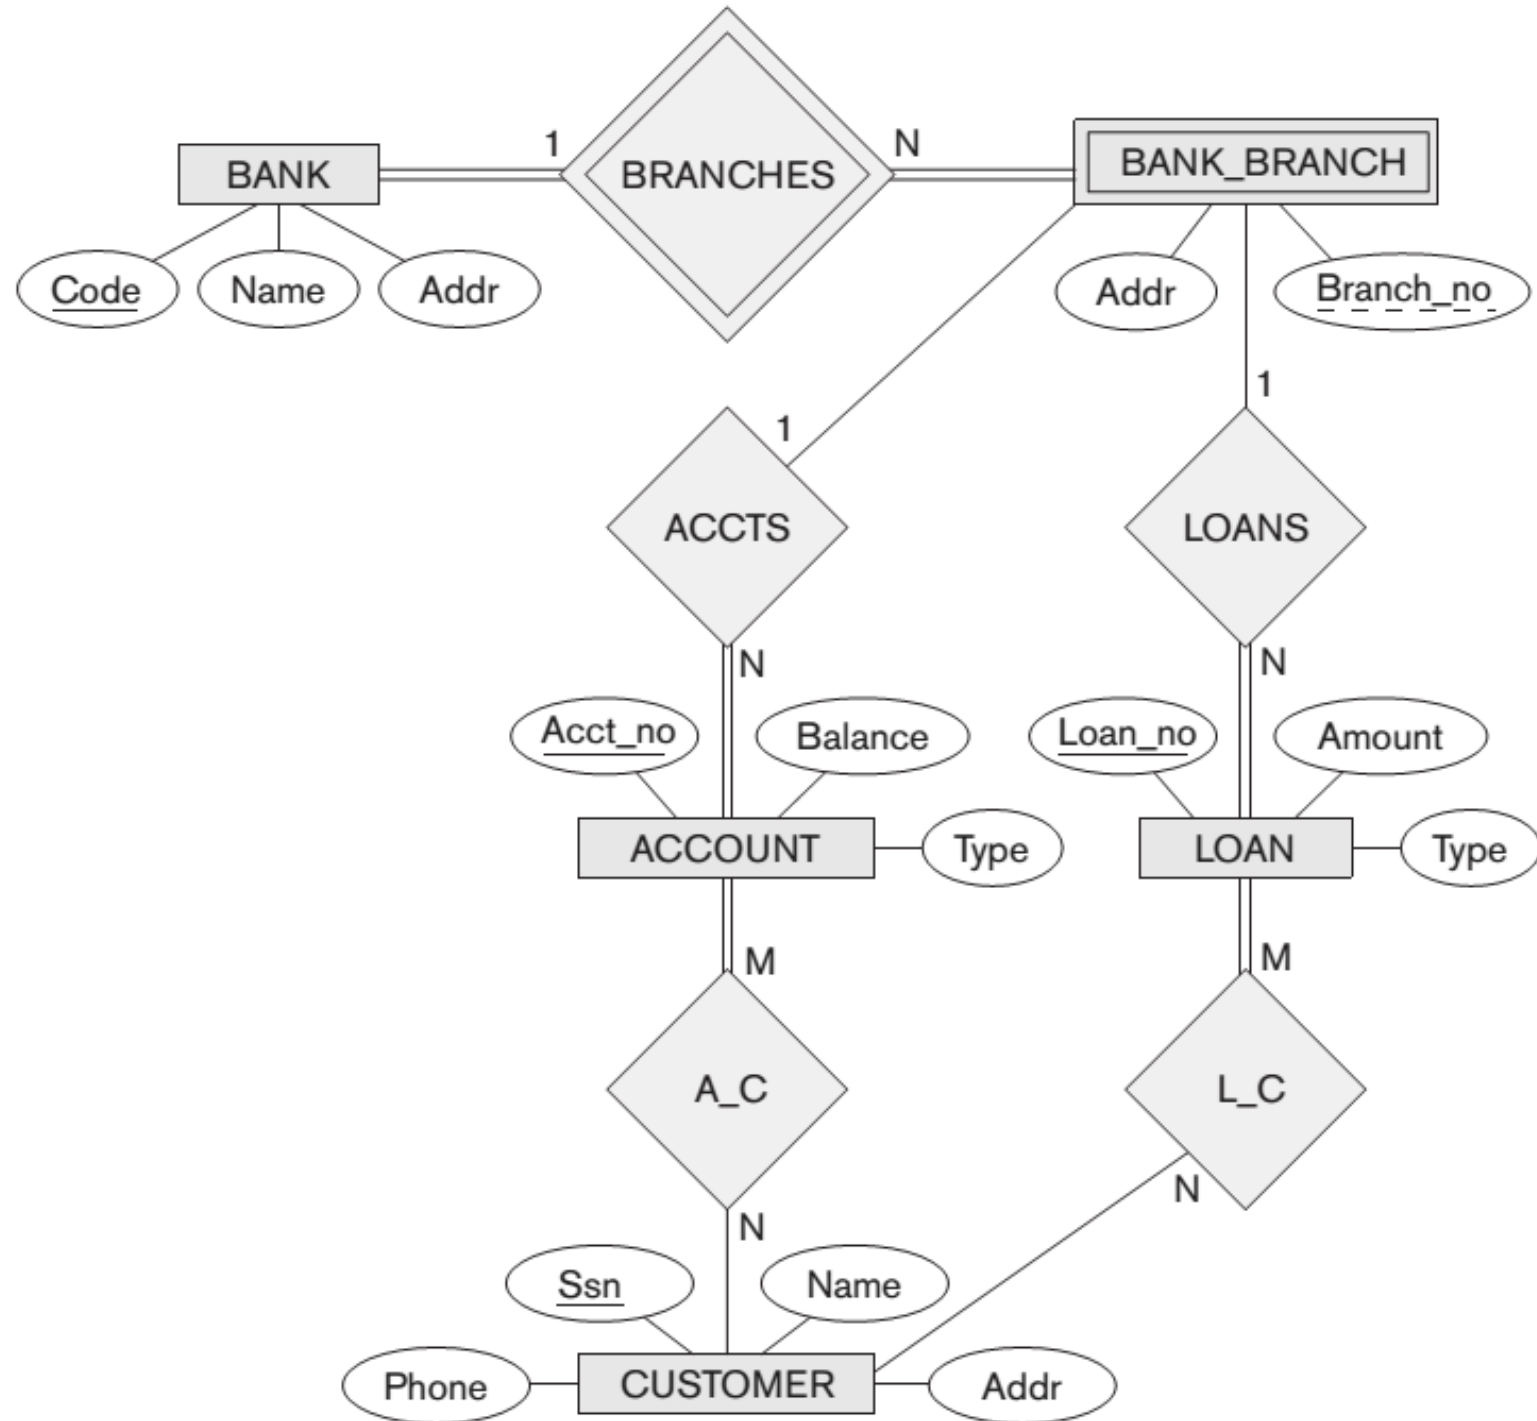 1
N
BANK
BRANCHES
BANK_BRANCH
Code
Name
Addr
Addr
Branch_no
1
1
ACCTS
LOANS
N
N
Acct_no
Balance
Loan_no
Amount
ACCOUNT
Type
LOAN
Type
M
M
A_C
L_C
N
N
Ssn
Name
Phone
CUSTOMER
Addr